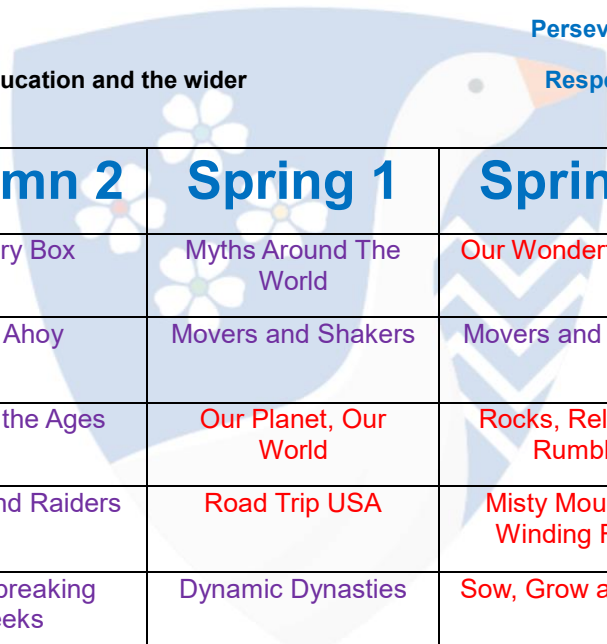 Persev
ucation and the wider
Respo
mn 2
Spring 1
Sprin
ry Box
Myths Around The
World
Our Wonder
Ahoy
Movers and Shakers
Movers and
the Ages
Our Planet, Our
World
Rocks, Rel
Rumbl
nd Raiders
Road Trip USA
Misty Mou
Winding
breaking
eeks
Dynamic Dynasties
Sow, Grow a